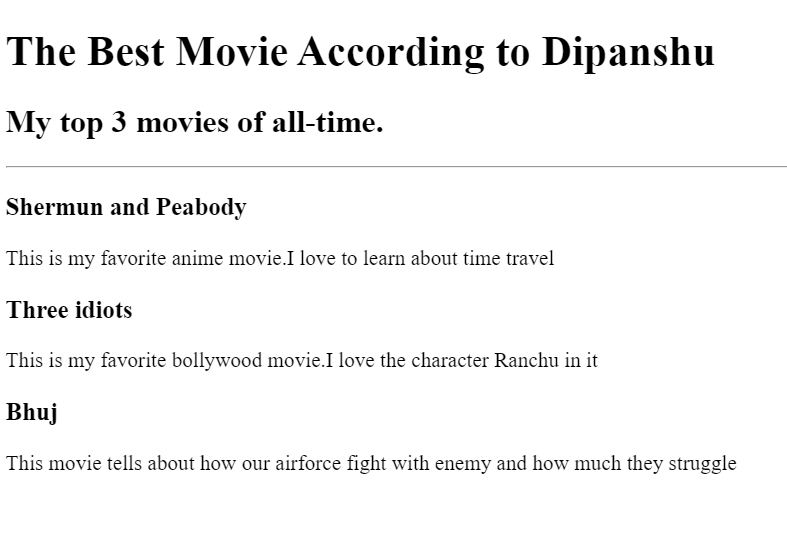 The Best Movie According to Dipanshu
My top 3 movies of all-time.
Shermun and Peabody
This is my favorite anime movie.I love to learn about time travel
Three idiots
This is my favorite bollywood movie.I love the character Ranchu in it
Bhuj
This movie tells about how our airforce fight with enemy and how much they struggle